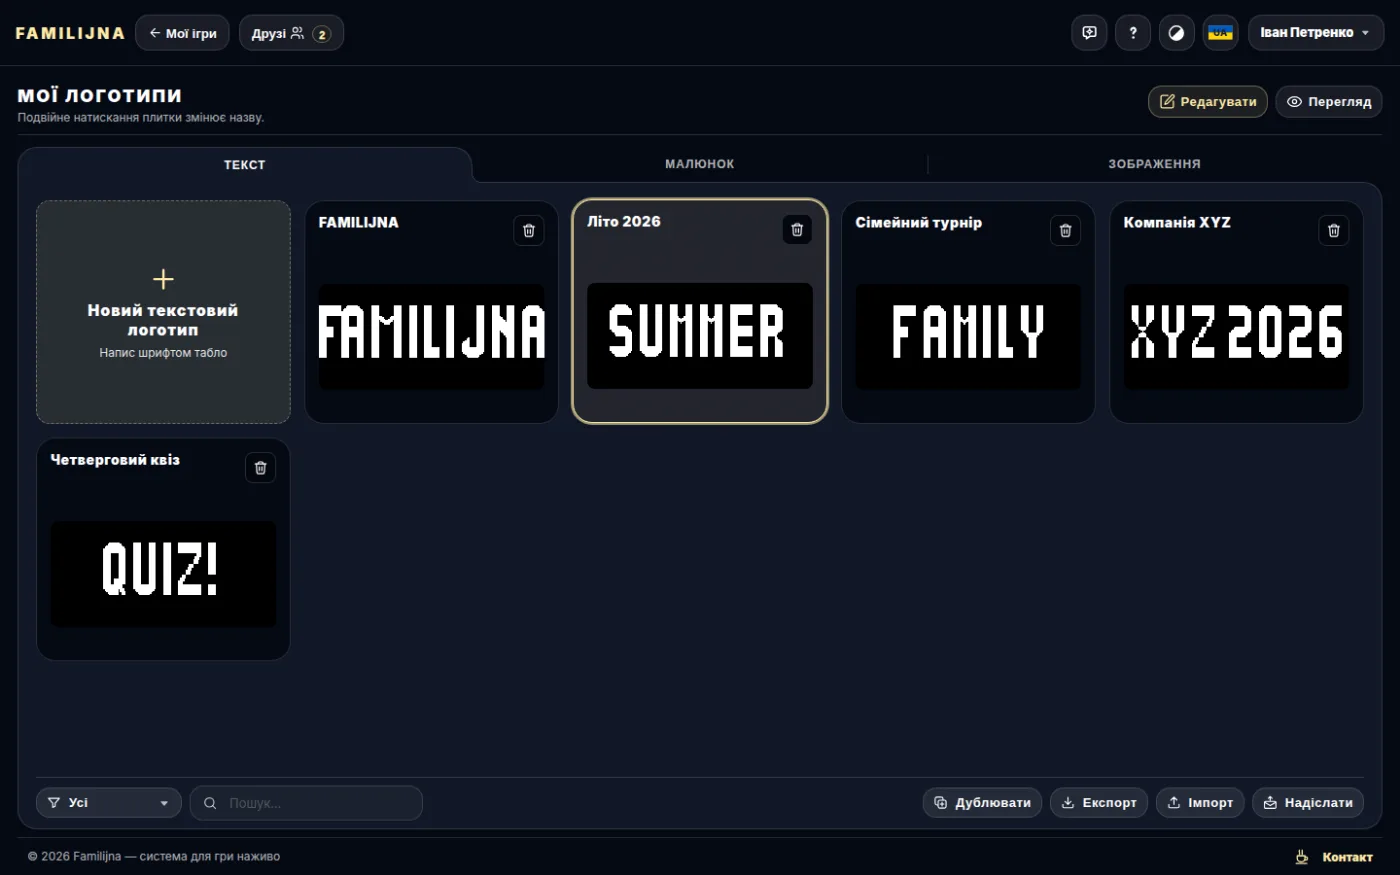 FAMILIJNA
Мої ігри
Друзі 2
?
UA
Іван Петренко
МОЇ ЛОГОТИПИ
Подвійне натискання плитки змінює назву.
Редагувати
Перегляд
ТЕКСТ
МАЛЮНОК
ЗОБРАЖЕННЯ
Новий текстовий
логотип
Напис шрифтом табло
FAMILIJNA
FAMILIJNA
Літо 2026
SUMMER
Сімейний турнір
FAMILY
Компанія XYZ
XYZ 2026
Четверговий квіз
QUIZ!
Усі
Пошук...
Дублювати
Експорт
Імпорт
Надіслати
© 2026 Familijna — система для гри наживо
Контакт